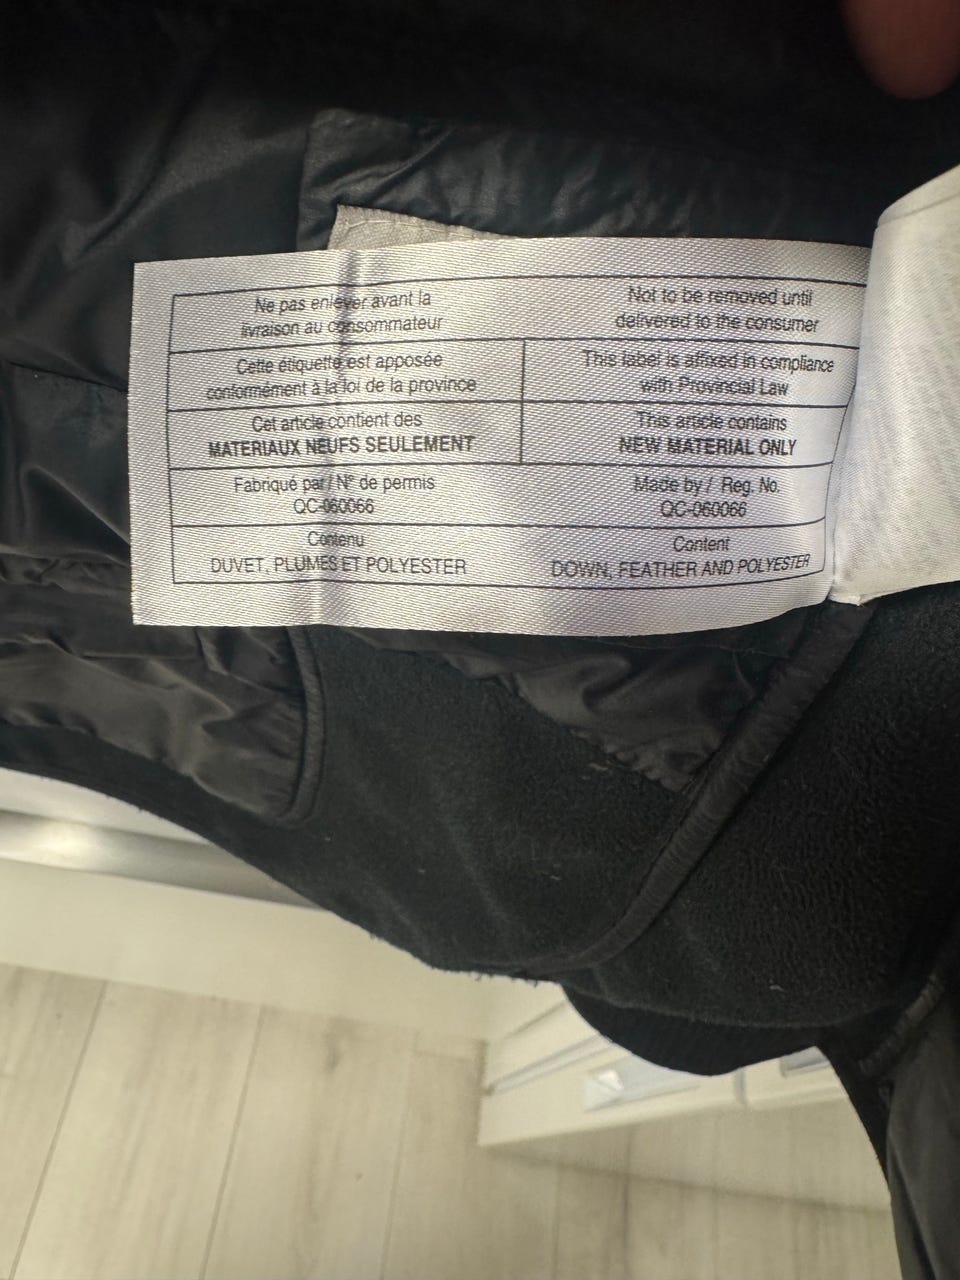 Ne pas enlever avant la
livraison au consommateur
Not to be removed until
delivered to the consumer
Cette étiquette est apposée
conformément à la loi de la province
This label is affixed in compliance
with Provincial Law
Cet article contient des
MATERIAUX NEUFS SEULEMENT
This article contains
NEW MATERIAL ONLY
Fabriqué par / N° de permis
QC-060066
Made by / Reg. No.
QC-060066
Contenu
DUVET, PLUMES ET POLYESTER
Content
DOWN, FEATHER AND POLYESTER